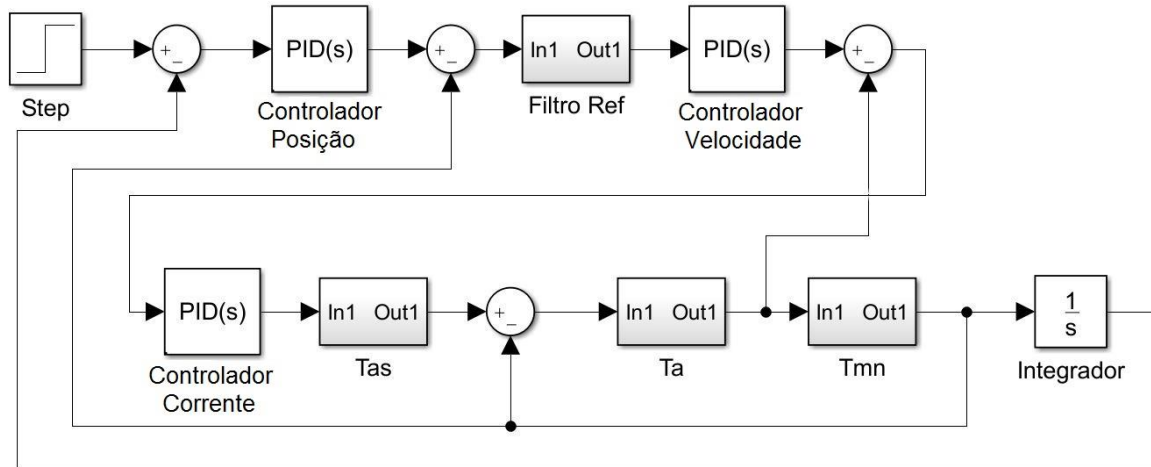 +
−
PID(s)
+
−
In1 Out1
PID(s)
+
−
Step
Controlador
Posição
Filtro Ref
Controlador
Velocidade
PID(s)
In1 Out1
+
−
In1 Out1
In1 Out1
1
s
Controlador
Corrente
Tas
Ta
Tmn
Integrador